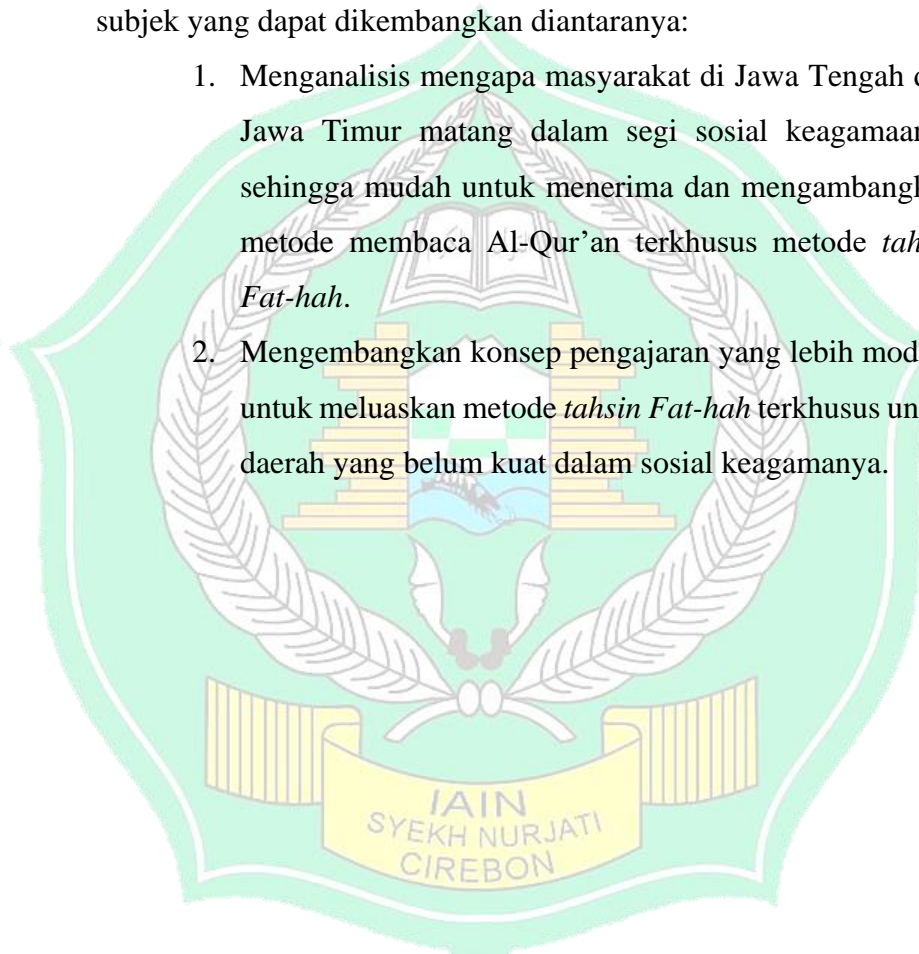 subjek yang dapat dikembangkan diantaranya:
1. Menganalisis mengapa masyarakat di Jawa Tengah
Jawa Timur matang dalam segi sosial keagamaan
sehingga mudah untuk menerima dan
metode membaca Al-Qur’an terkhusus metode
Fat-hah.
2. Mengembangkan konsep pengajaran yang lebih
untuk meluaskan metode tahsin Fat-hah terkhusus
daerah yang belum kuat dalam sosial keagamanya.
IAIN
SYEKH NURJATI
CIREBON